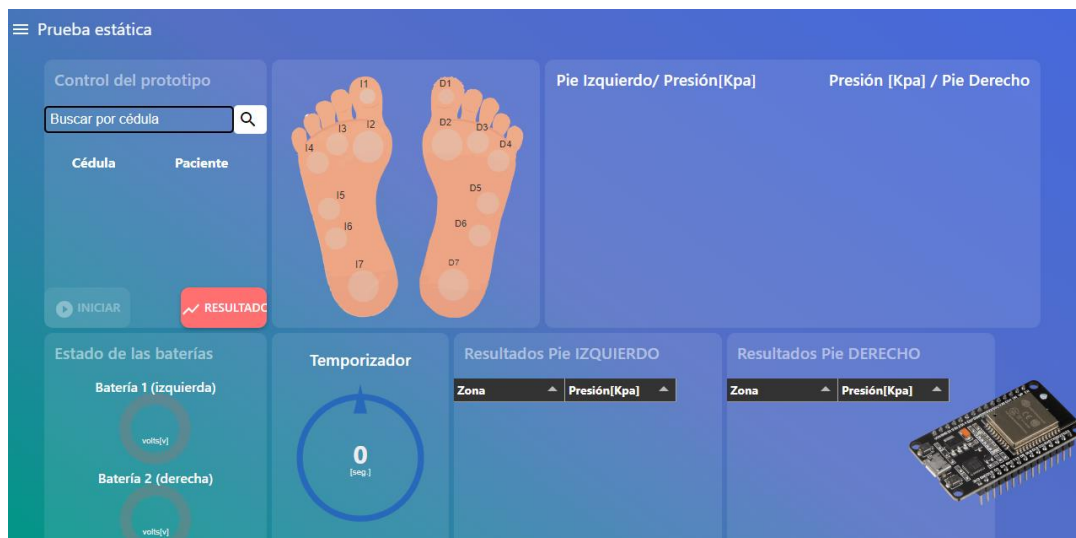 Prueba estática
Control del prototipo
Buscar por cédula
Cédula Paciente
INICIAR
RESULTADO
I1
I2
I3
I4
I5
I6
I7
D1
D2
D3
D4
D5
D6
D7
Pie Izquierdo/ Presión[Kpa]
Presión [Kpa] / Pie Derecho
Estado de las baterías
Batería 1 (izquierda)
volts[v]
Batería 2 (derecha)
volts[v]
Temporizador
0
[seg.]
Resultados Pie IZQUIERDO
Zona Presión[Kpa]
Resultados Pie DERECHO
Zona Presión[Kpa]